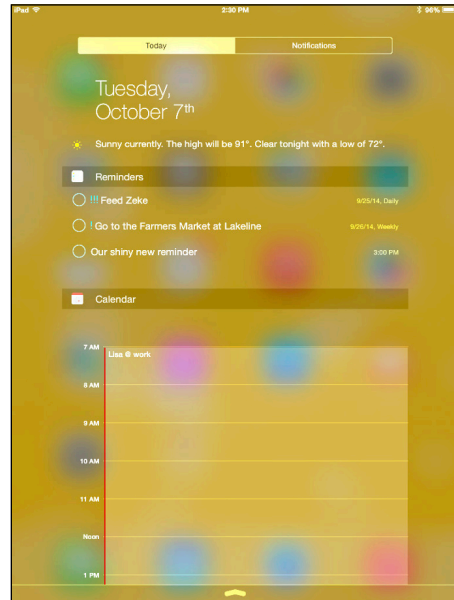 iPad 2:30 PM 96%
Today Notifications
Tuesday,
October 7th
Sunny currently. The high will be 91°. Clear tonight with a low of 72°.
Reminders
!!! Feed Zeke 9/25/14, Daily
! Go to the Farmers Market at Lakeline 9/26/14, Weekly
Our shiny new reminder 3:00 PM
Calendar
7 AM
Lisa @ work
8 AM
9 AM
10 AM
11 AM
Noon
1 PM